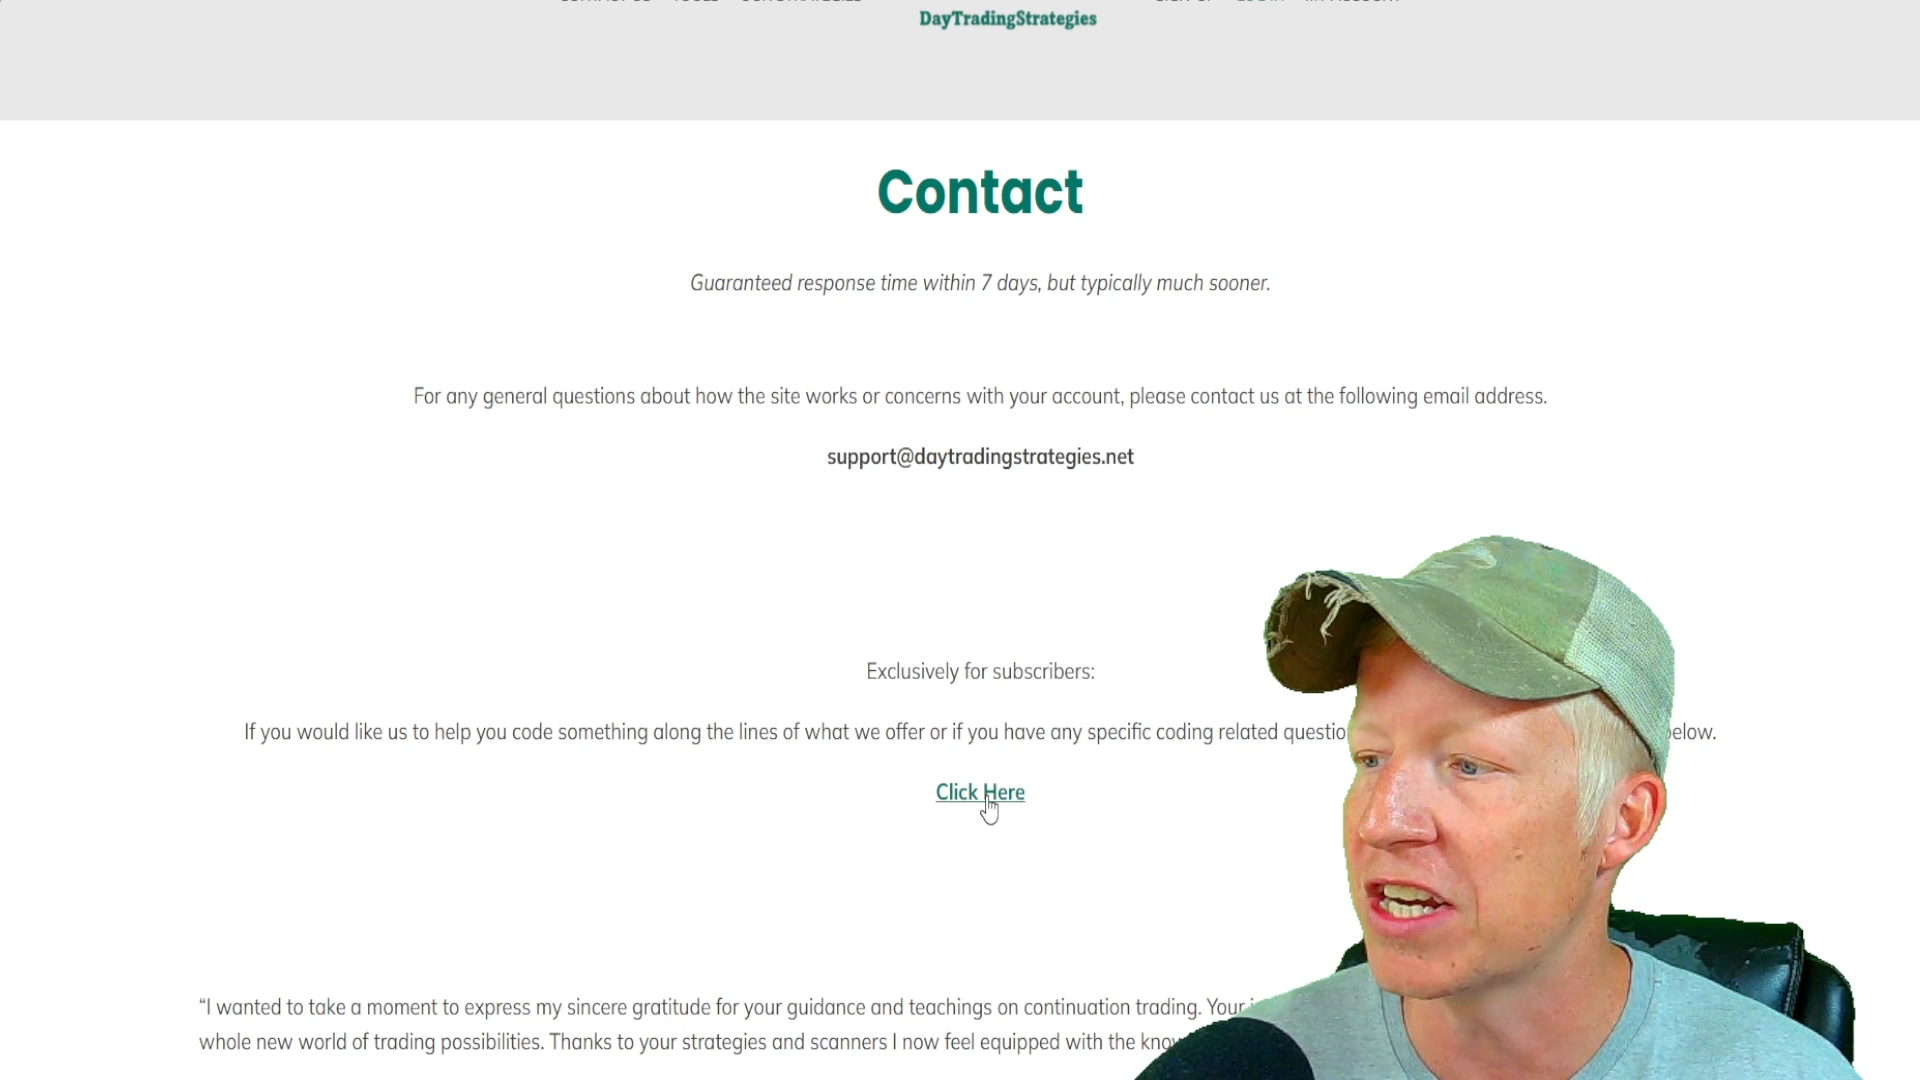 DayTradingStrategies
Contact
Guaranteed response time within 7 days, but typically much sooner.
For any general questions about how the site works or concerns with your account, please contact us at the following email address.
support@daytradingstrategies.net
Exclusively for subscribers:
If you would like us to help you code something along the lines of what we offer or if you have any specific coding related questio below.
Click Here
“I wanted to take a moment to express my sincere gratitude for your guidance and teachings on continuation trading. Your
whole new world of trading possibilities. Thanks to your strategies and scanners I now feel equipped with the